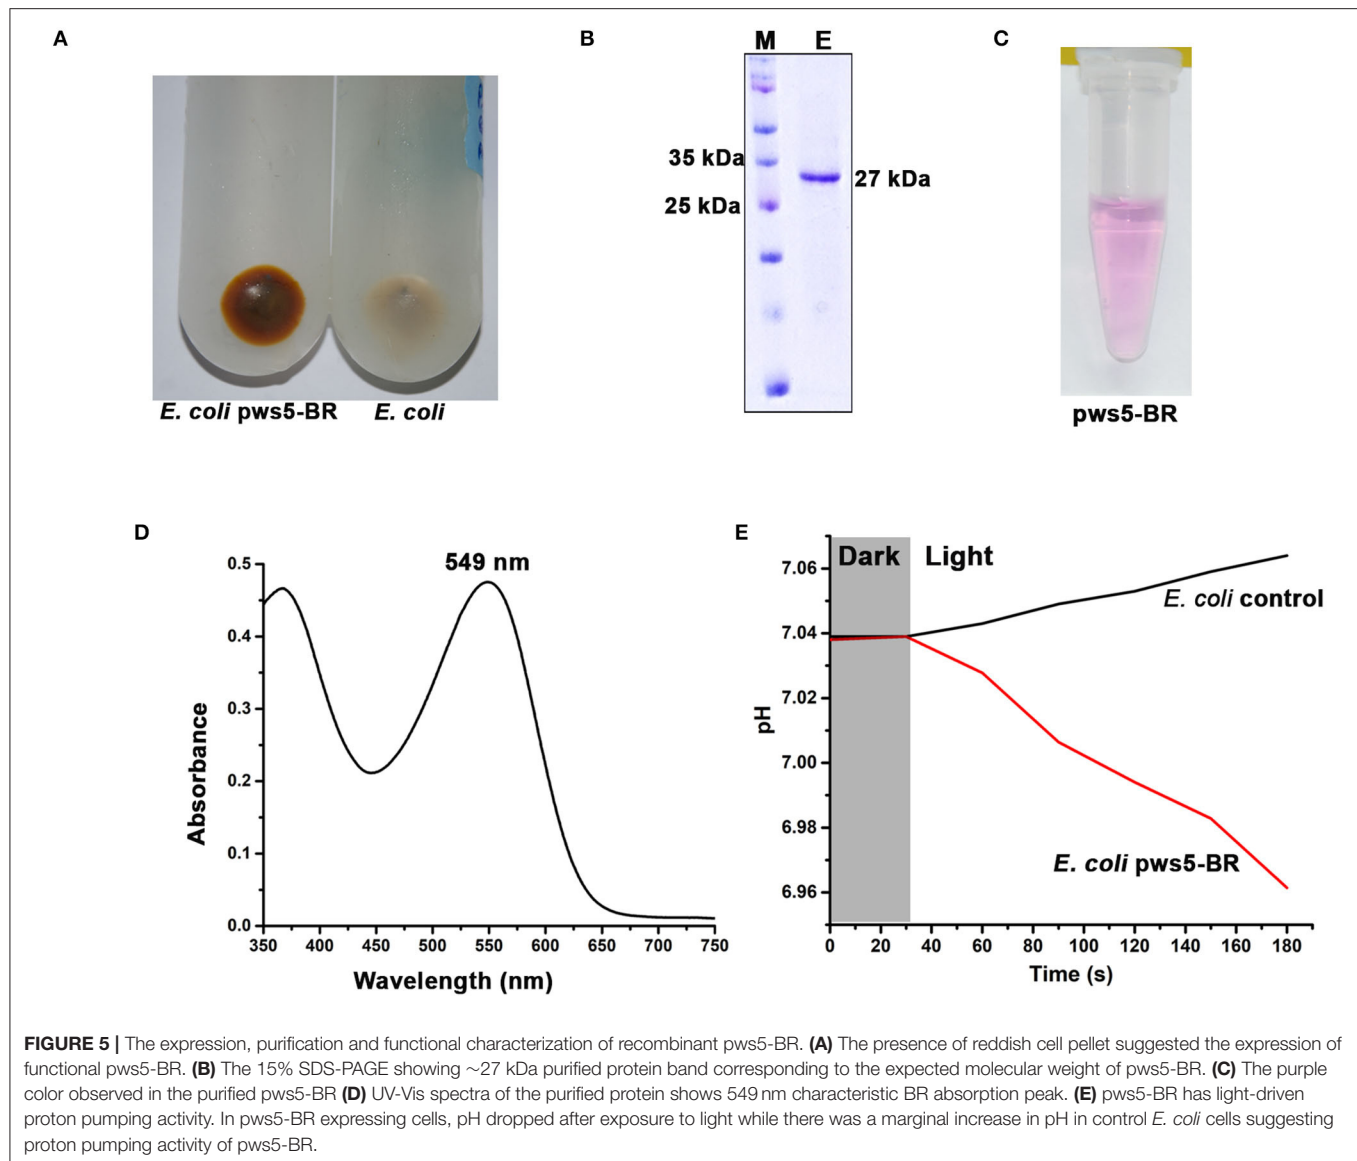 A
B
C
M E
35 kDa
27 kDa
25 kDa
E. coli pws5-BR E. coli
pws5-BR
D
549 nm
0.5
0.4
0.3
0.2
0.1
0.0
Absorbance
350 400 450 500 550 600 650 700 750
Wavelength (nm)
E
Dark Light
7.06
7.04
7.02
7.00
6.98
6.96
pH
E. coli control
E. coli pws5-BR
0 20 40 60 80 100 120 140 160 180
Time (s)
FIGURE 5 | The expression, purification and functional characterization of recombinant pws5-BR. (A) The presence of reddish cell pellet suggested the expression of
functional pws5-BR. (B) The 15% SDS-PAGE showing ~27 kDa purified protein band corresponding to the expected molecular weight of pws5-BR. (C) The purple
color observed in the purified pws5-BR (D) UV-Vis spectra of the purified protein shows 549 nm characteristic BR absorption peak. (E) pws5-BR has light-driven
proton pumping activity. In pws5-BR expressing cells, pH dropped after exposure to light while there was a marginal increase in pH in control E. coli cells suggesting
proton pumping activity of pws5-BR.